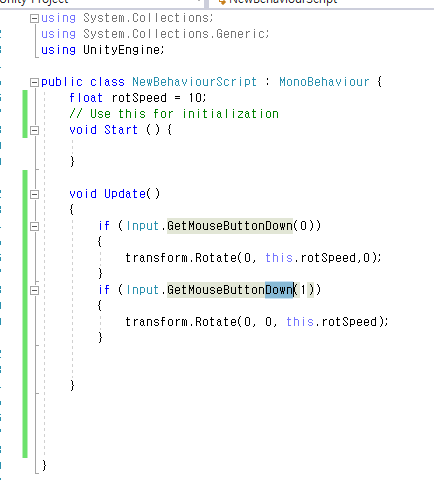 NewBehaviourScript
using System.Collections;
using System.Collections.Generic;
using UnityEngine;
public class NewBehaviourScript : MonoBehaviour {
float rotSpeed = 10;
// Use this for initialization
void Start () {
}
void Update()
{
if (Input.GetMouseButtonDown(0))
{
transform.Rotate(0, this.rotSpeed,0);
}
if (Input.GetMouseButtonDown(1))
{
transform.Rotate(0, 0, this.rotSpeed);
}
}
}